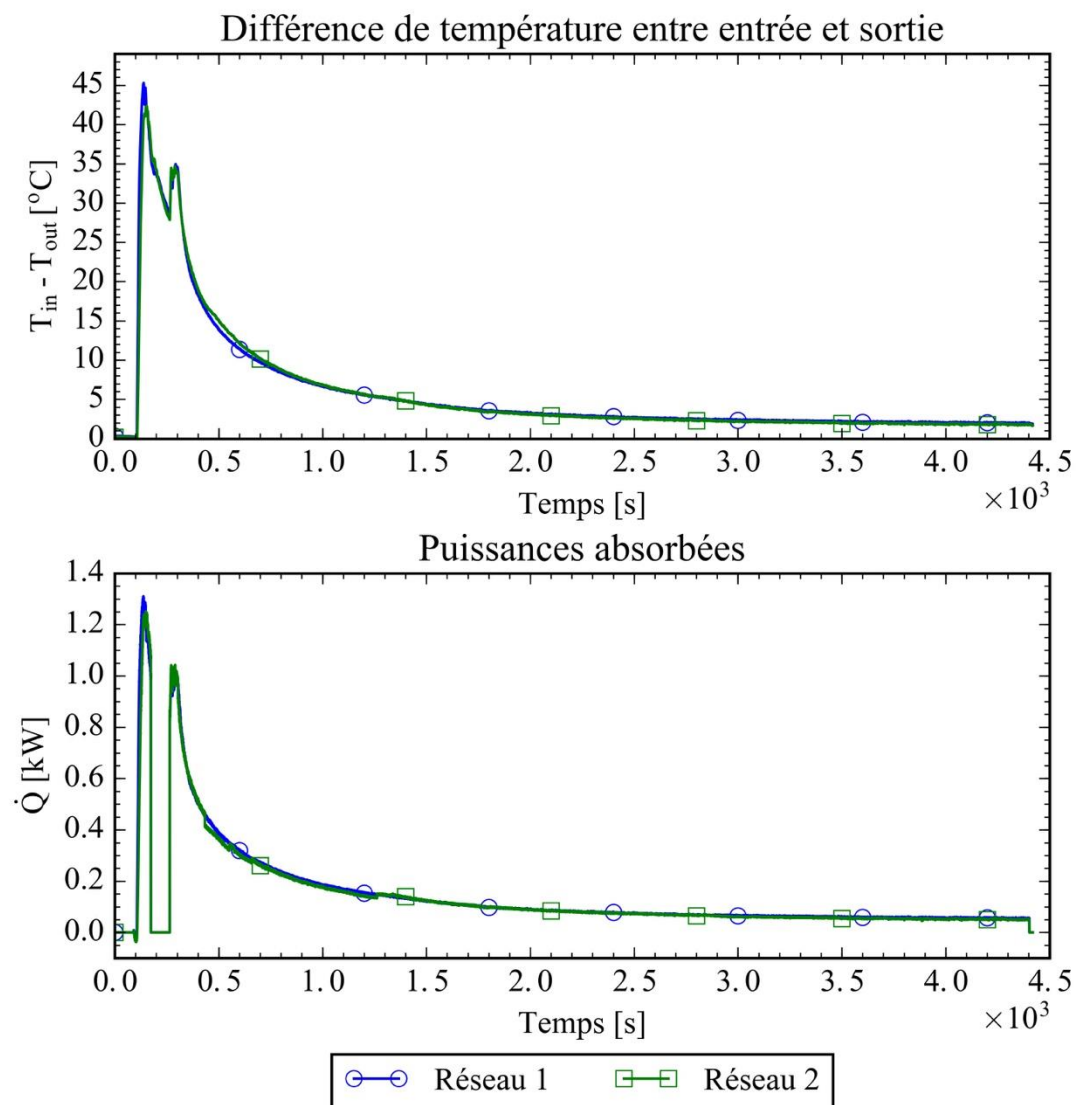 Différence de température entre entrée et sortie
45
40
35
30
25
20
15
10
5
0
T_in - T_out [°C]
0.0 0.5 1.0 1.5 2.0 2.5 3.0 3.5 4.0 4.5
Temps [s]
×10³
Puissances absorbées
1.4
1.2
1.0
0.8
0.6
0.4
0.2
0.0
Q̇ [kW]
0.0 0.5 1.0 1.5 2.0 2.5 3.0 3.5 4.0 4.5
Temps [s]
×10³
Réseau 1 Réseau 2